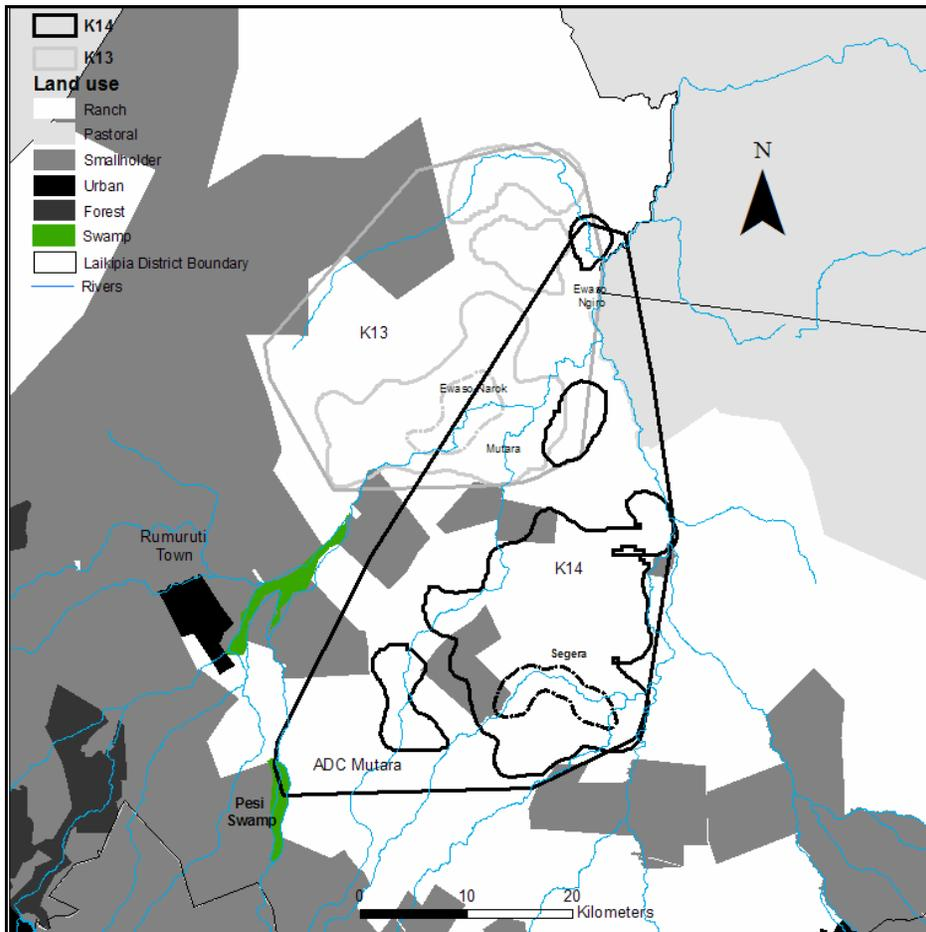 K14
K13
Land use
Ranch
Pastoral
Smallholder
Urban
Forest
Swamp
Laikipia District Boundary
Rivers
N
Ewaso
Ngiro
K13
Ewaso Narok
Mutara
Rumuruti
Town
K14
Segera
ADC Mutara
Pesi
Swamp
0 10 20
Kilometers